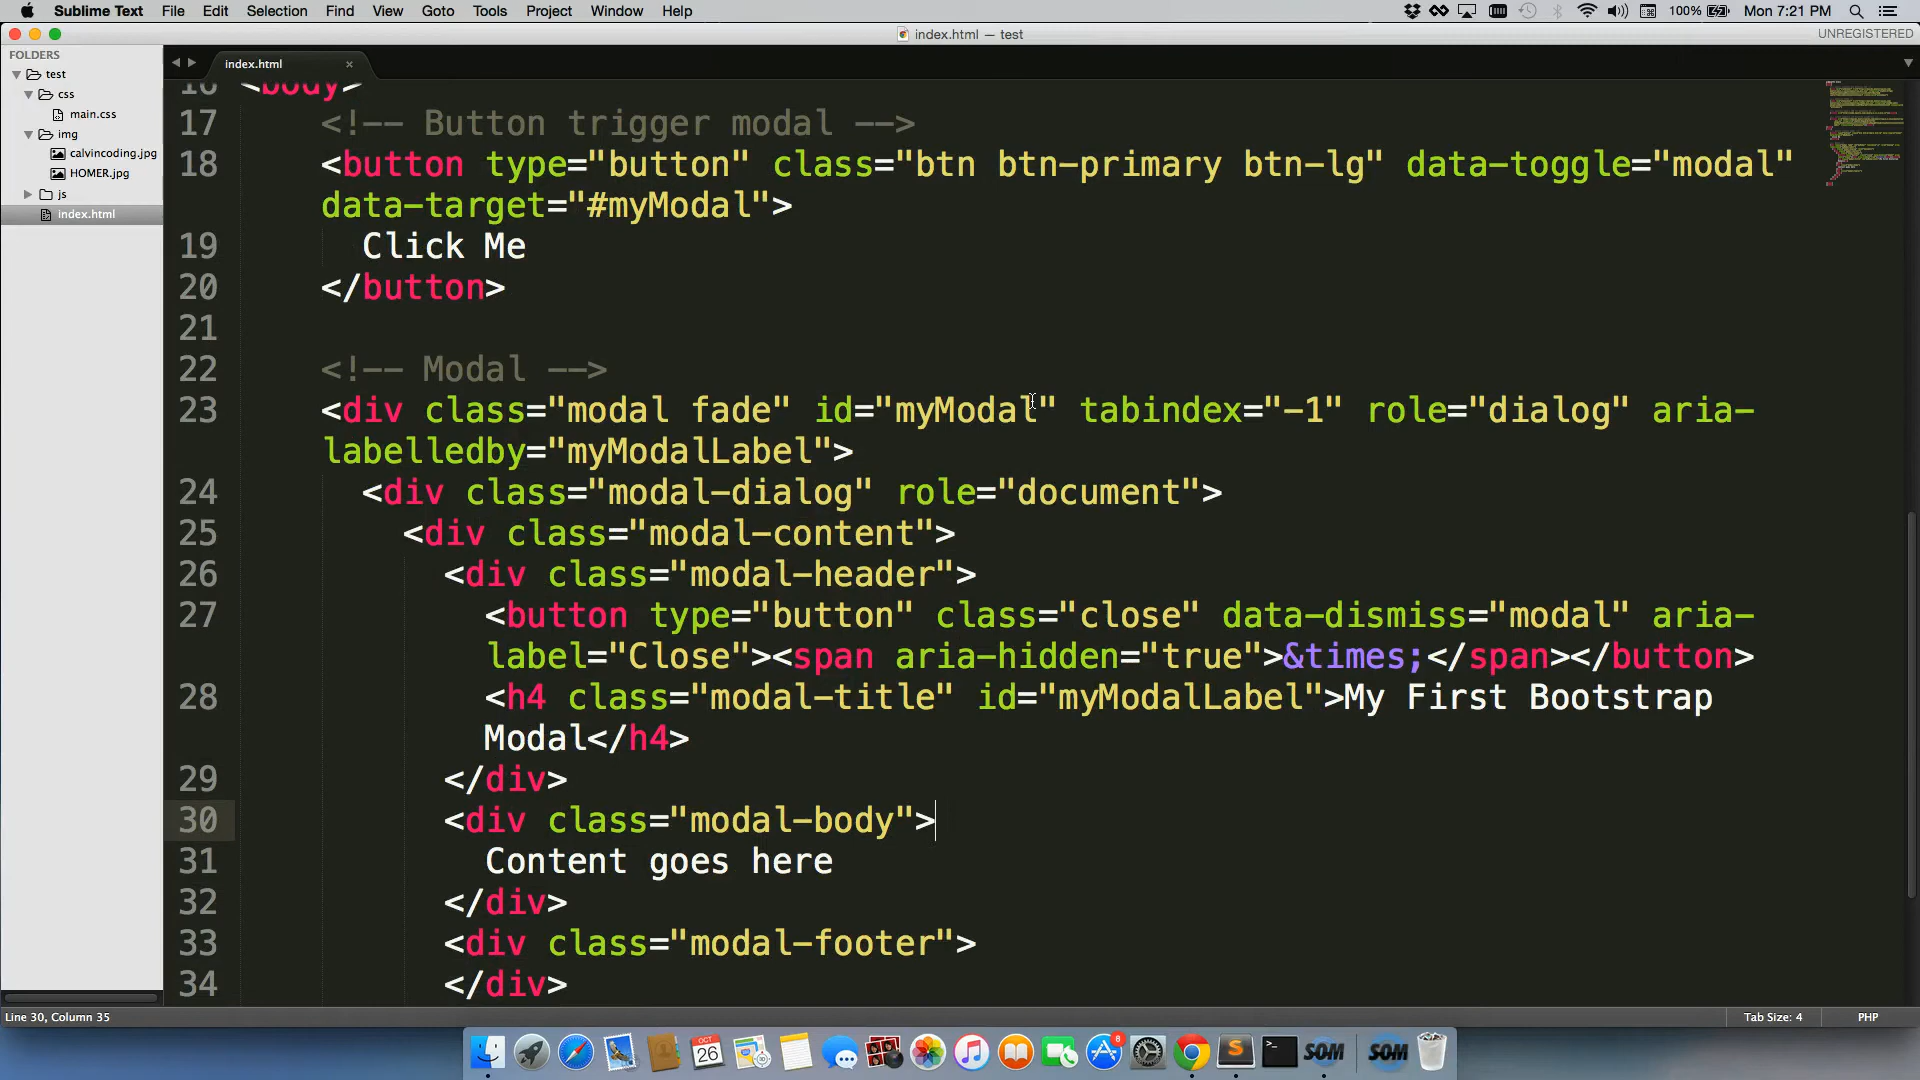 Sublime Text File Edit Selection Find View Goto Tools Project Window Help 100% Mon 7:21 PM
index.html — test UNREGISTERED
FOLDERS
test
css
main.css
img
calvincoding.jpg
HOMER.jpg
js
index.html
index.html ×
16 <body>
17 <!-- Button trigger modal -->
18 <button type="button" class="btn btn-primary btn-lg" data-toggle="modal"
data-target="#myModal">
19 Click Me
20 </button>
21
22 <!-- Modal -->
23 <div class="modal fade" id="myModal" tabindex="-1" role="dialog" aria-
labelledby="myModalLabel">
24 <div class="modal-dialog" role="document">
25 <div class="modal-content">
26 <div class="modal-header">
27 <button type="button" class="close" data-dismiss="modal" aria-
label="Close"><span aria-hidden="true">&times;</span></button>
28 <h4 class="modal-title" id="myModalLabel">My First Bootstrap
Modal</h4>
29 </div>
30 <div class="modal-body">
31 Content goes here
32 </div>
33 <div class="modal-footer">
34 </div>
Line 30, Column 35 Tab Size: 4 PHP
OCT
26
8
S
SOM
SOM